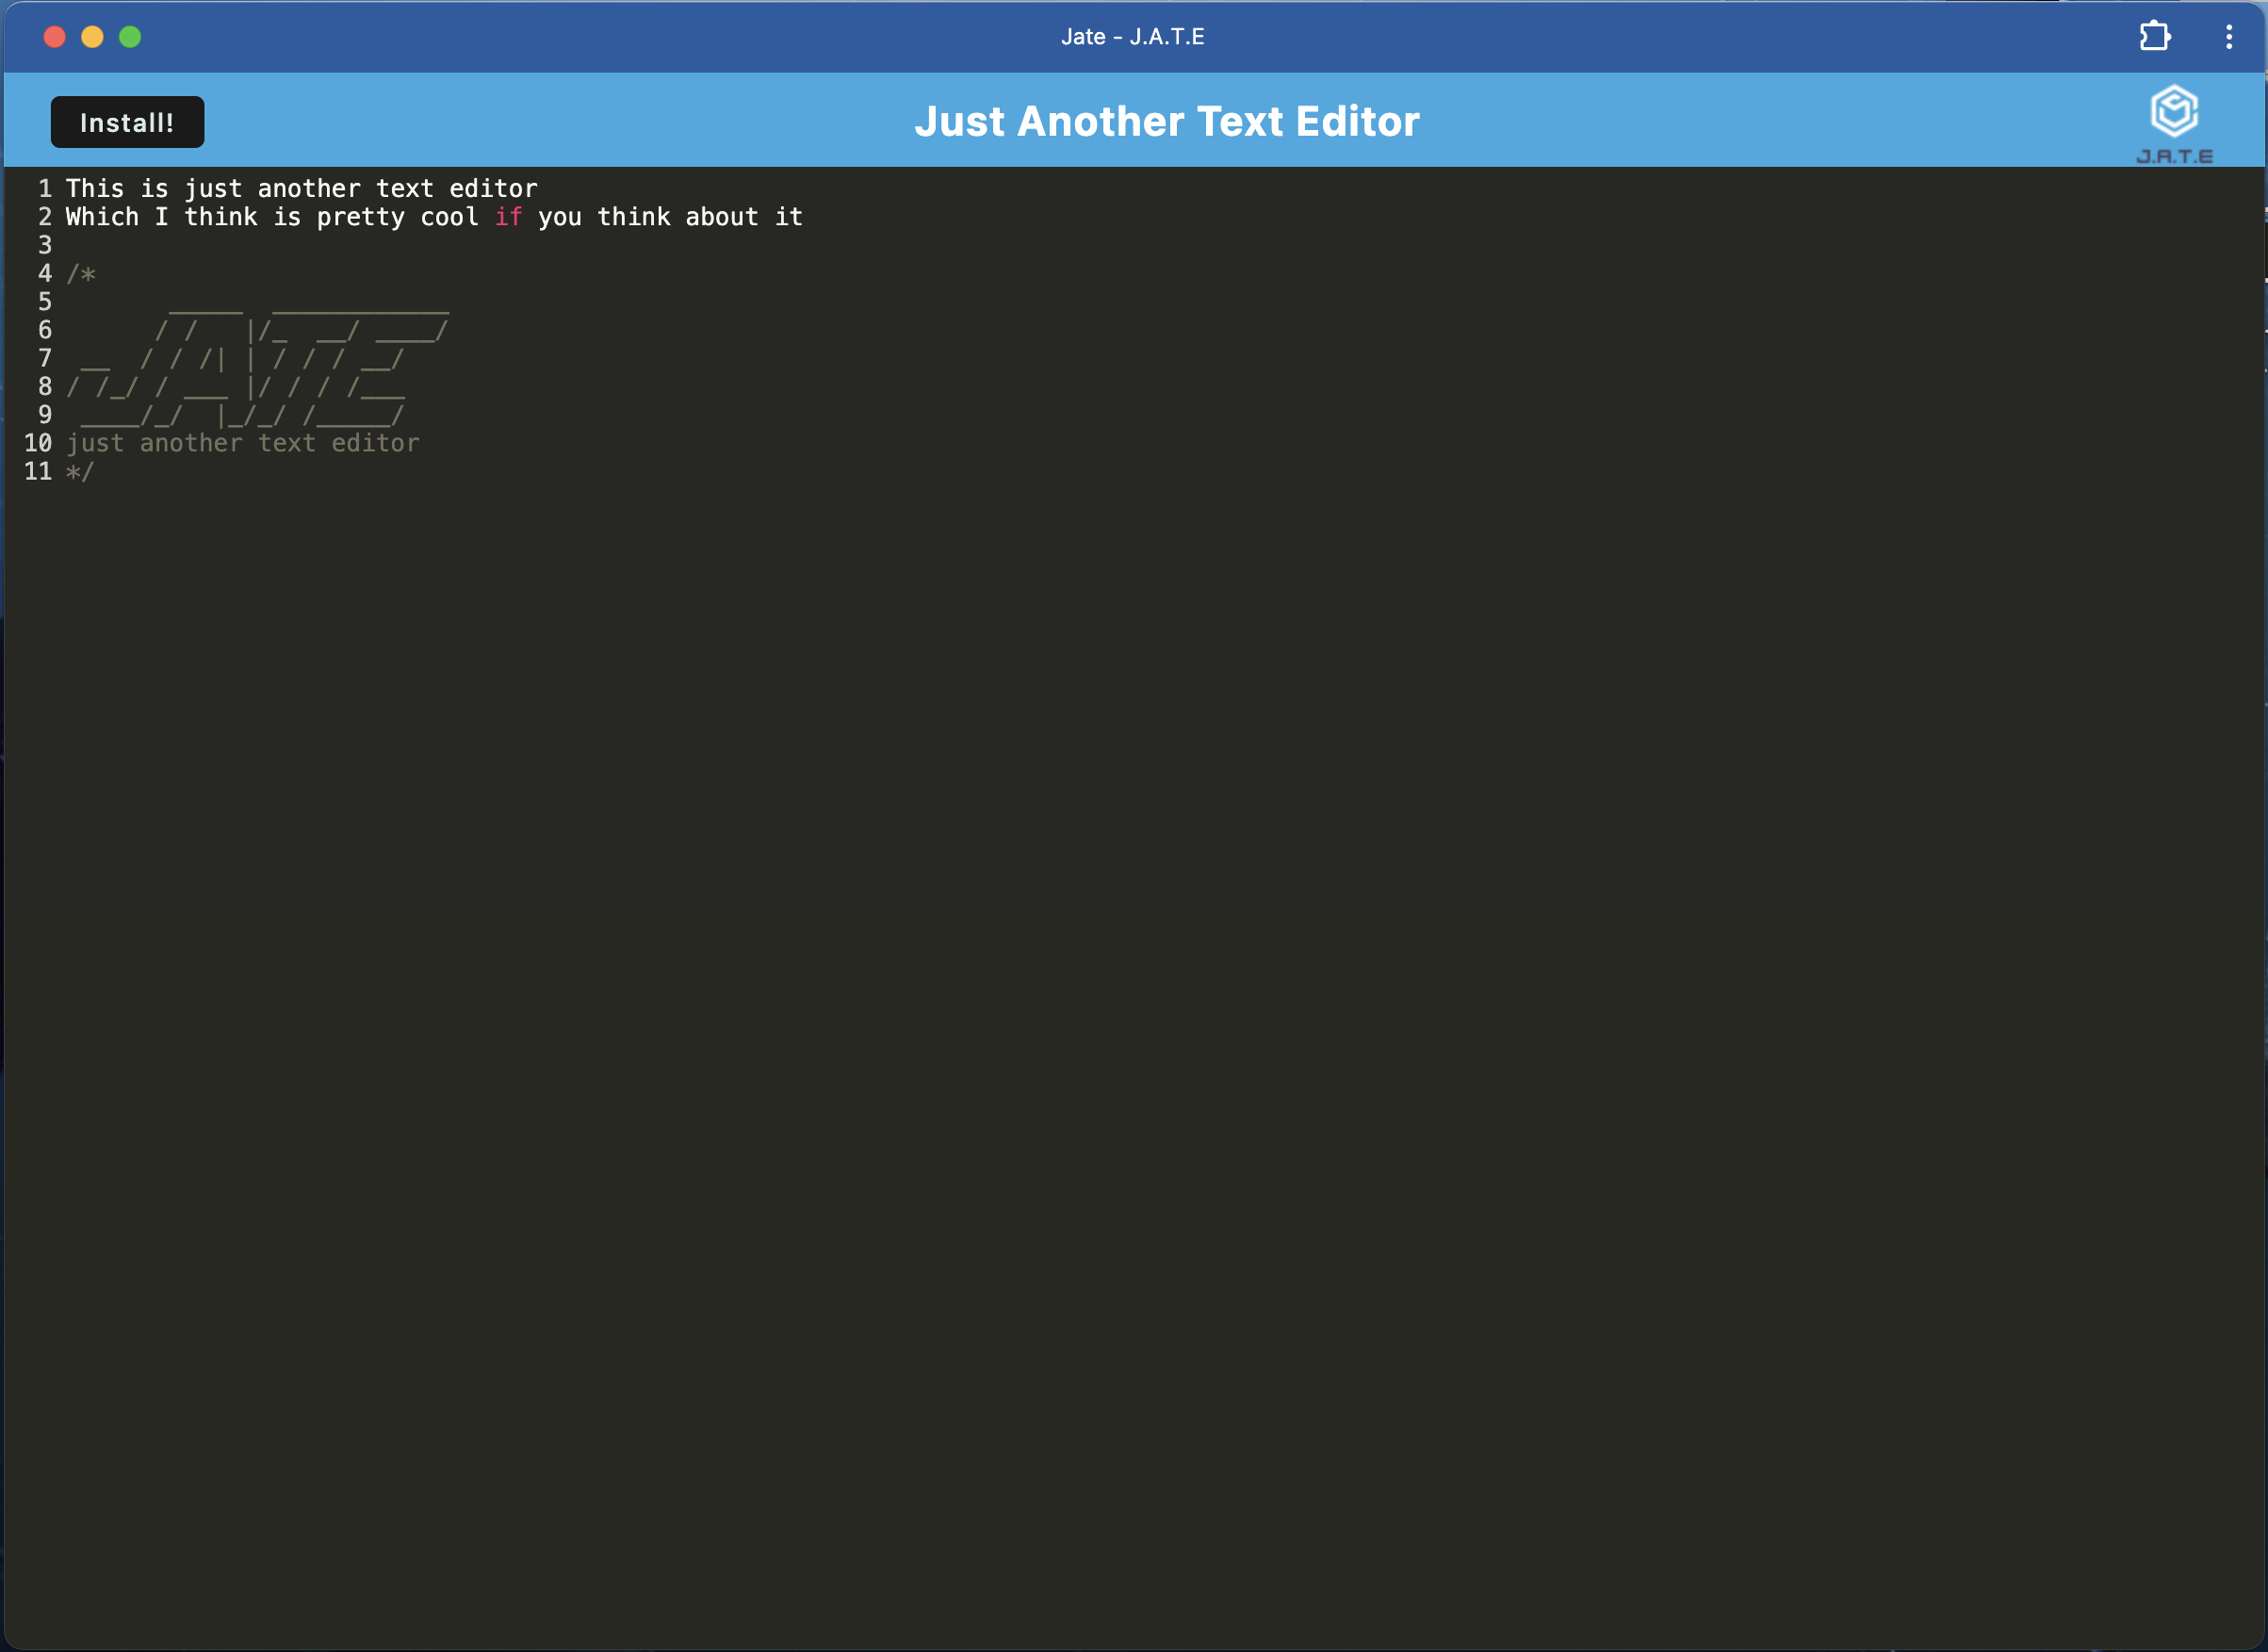 Jate - J.A.T.E
Install!
Just Another Text Editor
J.A.T.E
1 This is just another text editor
2 Which I think is pretty cool if you think about it
3
4 /*
5        _____  ____________
6       / /   |/_  __/ ____/
7  __  / / /| | / / / __/
8 / /_/ / ___ |/ / / /___
9  ____/_/  |_/_/ /_____/
10 just another text editor
11 */